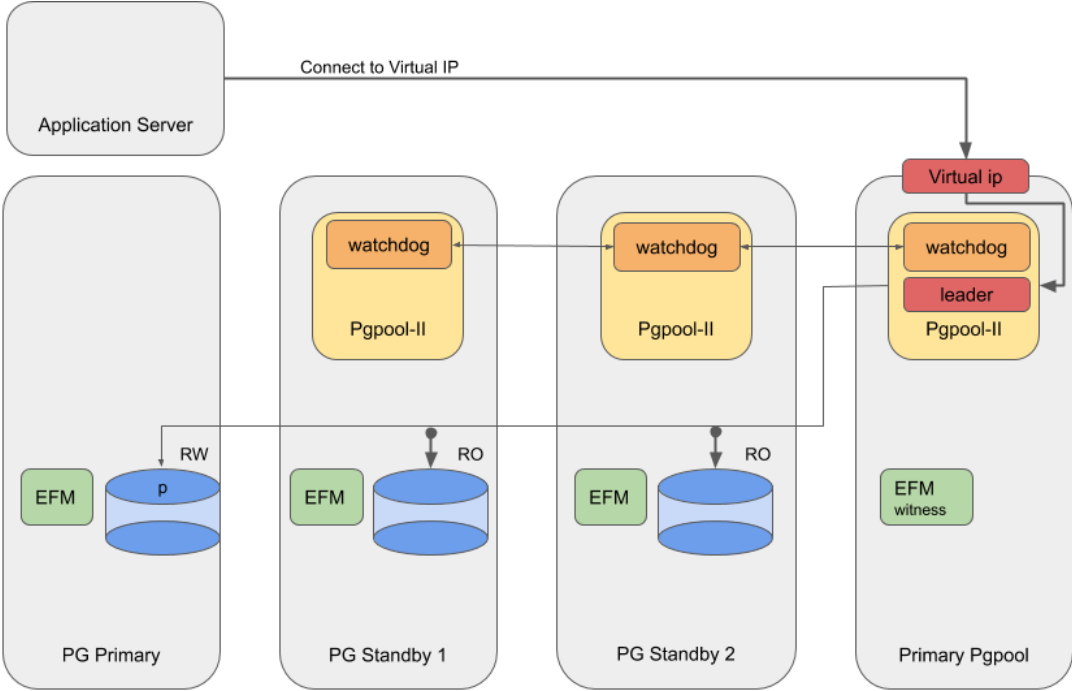 Connect to Virtual IP
Application Server
Virtual ip
watchdog
watchdog
watchdog
leader
Pgpool-II
Pgpool-II
Pgpool-II
RW
RO
RO
EFM
p
EFM
EFM
EFM
witness
PG Primary
PG Standby 1
PG Standby 2
Primary Pgpool